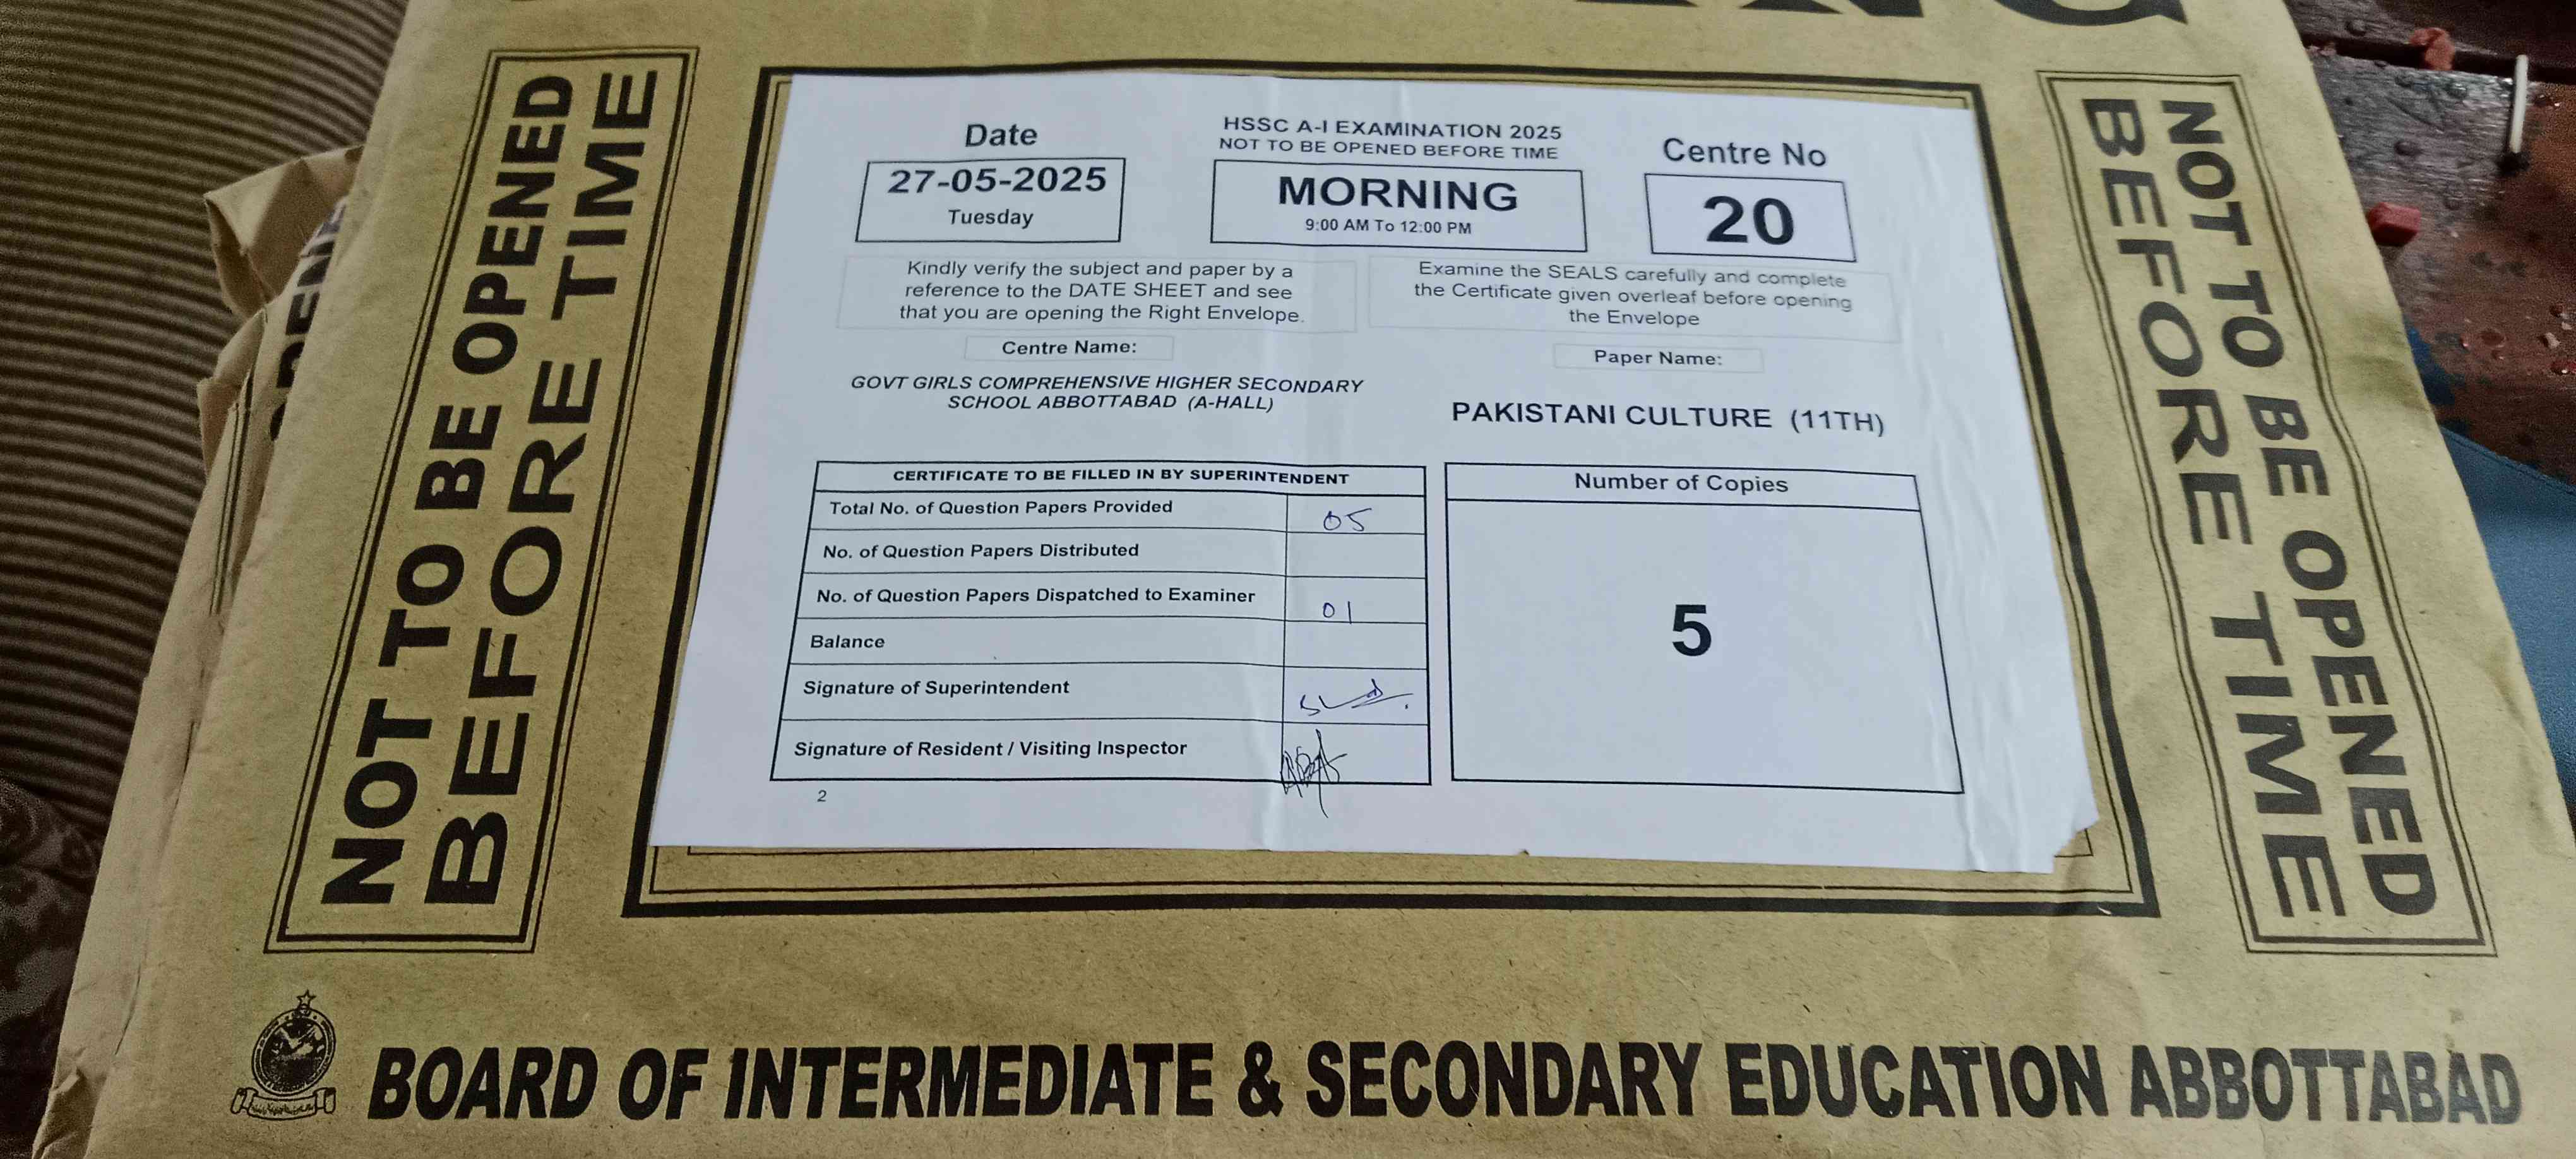 NOT TO BE OPENED
BEFORE TIME
Date
27-05-2025
Tuesday
HSSC A-I EXAMINATION 2025
NOT TO BE OPENED BEFORE TIME
MORNING
9:00 AM To 12:00 PM
Centre No
20
Kindly verify the subject and paper by a
reference to the DATE SHEET and see
that you are opening the Right Envelope.
Examine the SEALS carefully and complete
the Certificate given overleaf before opening
the Envelope
Centre Name:
GOVT GIRLS COMPREHENSIVE HIGHER SECONDARY
SCHOOL ABBOTTABAD (A-HALL)
Paper Name:
PAKISTANI CULTURE (11TH)
CERTIFICATE TO BE FILLED IN BY SUPERINTENDENT
Total No. of Question Papers Provided 05
No. of Question Papers Distributed
No. of Question Papers Dispatched to Examiner 01
Balance
Signature of Superintendent
Signature of Resident / Visiting Inspector
2
Number of Copies
5
NOT TO BE OPENED
BEFORE TIME
BOARD OF INTERMEDIATE & SECONDARY EDUCATION ABBOTTABAD